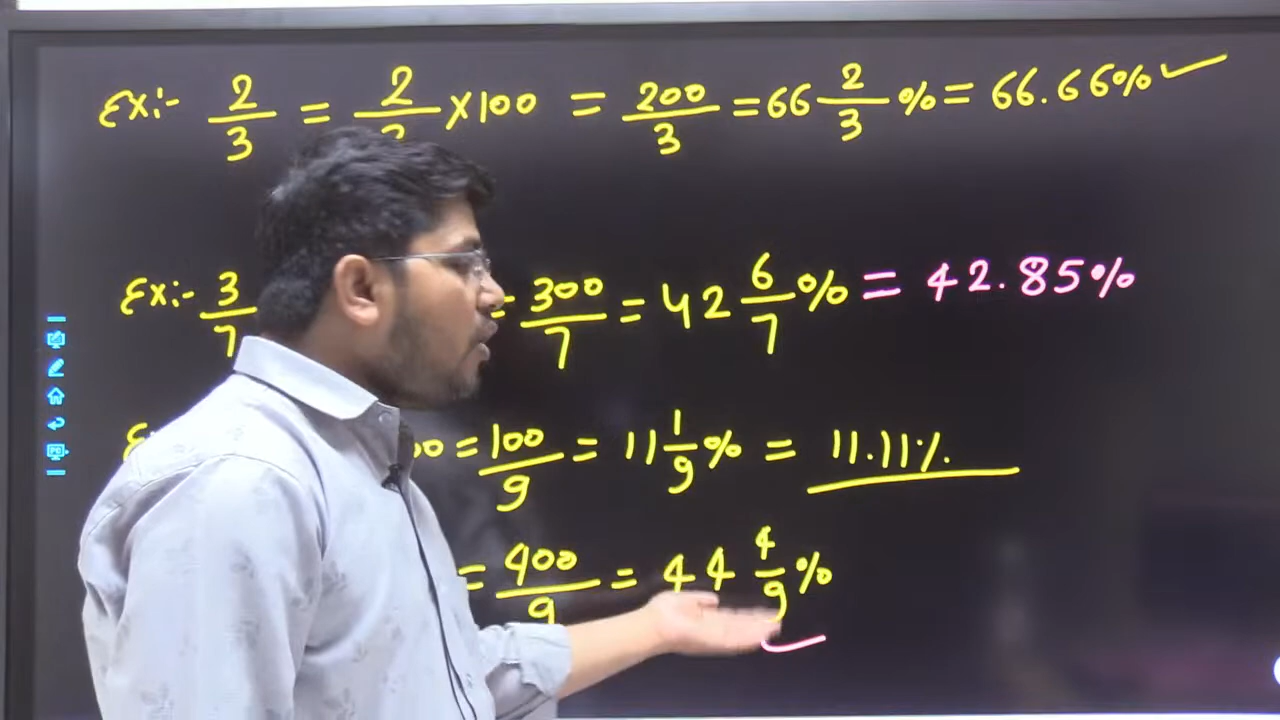 Ex:- 2/3 = 2/3 ×100 = 200/3 = 66 2/3 % = 66.66%
Ex:- 3/7 = 300/7 = 42 6/7 % = 42.85%
= 100/9 = 11 1/9 % = 11.11%
= 400/9 = 44 4/9 %